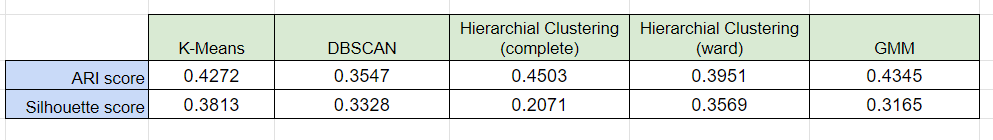 K-Means DBSCAN Hierarchial Clustering (complete) Hierarchial Clustering (ward) GMM
ARI score 0.4272 0.3547 0.4503 0.3951 0.4345
Silhouette score 0.3813 0.3328 0.2071 0.3569 0.3165